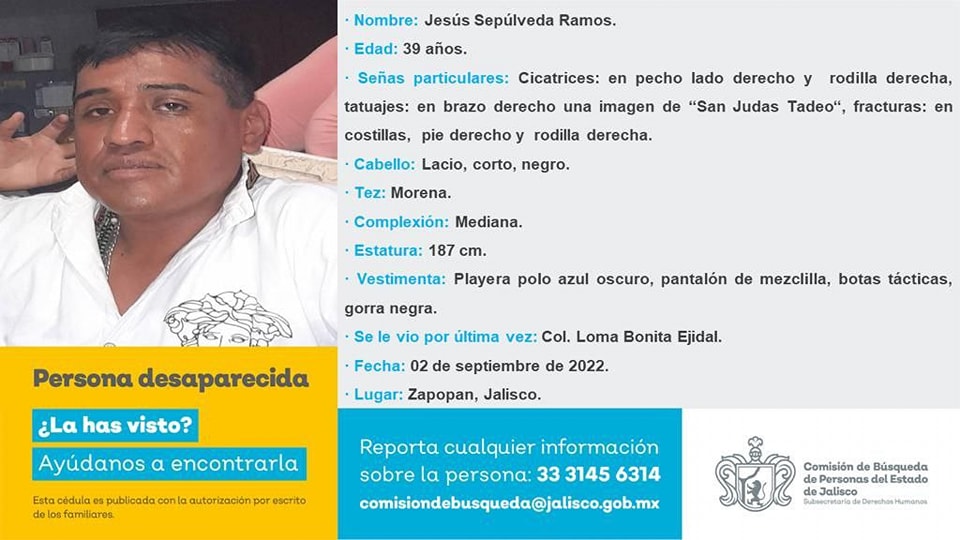 · Nombre: Jesús Sepúlveda Ramos.
· Edad: 39 años.
· Señas particulares: Cicatrices: en pecho lado derecho y rodilla derecha,
tatuajes: en brazo derecho una imagen de “San Judas Tadeo“, fracturas: en
costillas, pie derecho y rodilla derecha.
· Cabello: Lacio, corto, negro.
· Tez: Morena.
· Complexión: Mediana.
· Estatura: 187 cm.
· Vestimenta: Playera polo azul oscuro, pantalón de mezclilla, botas tácticas,
gorra negra.
· Se le vio por última vez: Col. Loma Bonita Ejidal.
· Fecha: 02 de septiembre de 2022.
· Lugar: Zapopan, Jalisco.
Persona desaparecida
¿La has visto?
Ayúdanos a encontrarla
Esta cédula es publicada con la autorización por escrito
de los familiares.
Reporta cualquier información
sobre la persona: 33 3145 6314
comisiondebusqueda@jalisco.gob.mx
Comisión de Búsqueda
de Personas del Estado
de Jalisco
Subsecretaría de Derechos Humanos